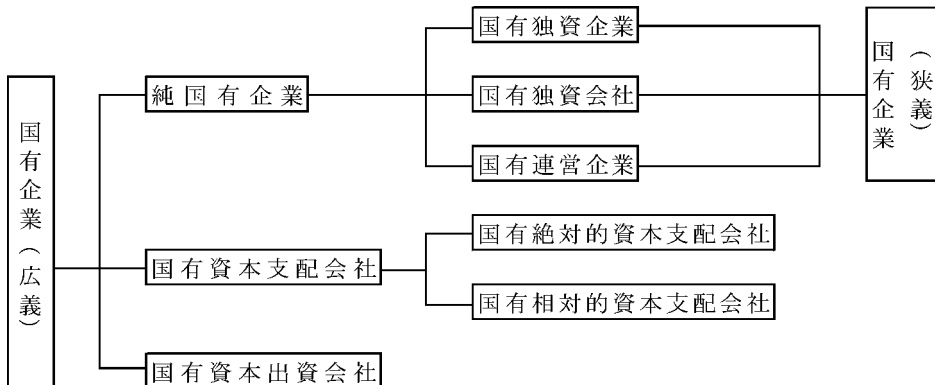 国有企業（広義）
純国有企業
国有資本支配会社
国有資本出資会社
国有独資企業
国有独資会社
国有連営企業
国有絶対的資本支配会社
国有相対的資本支配会社
国有企業
（狭義）